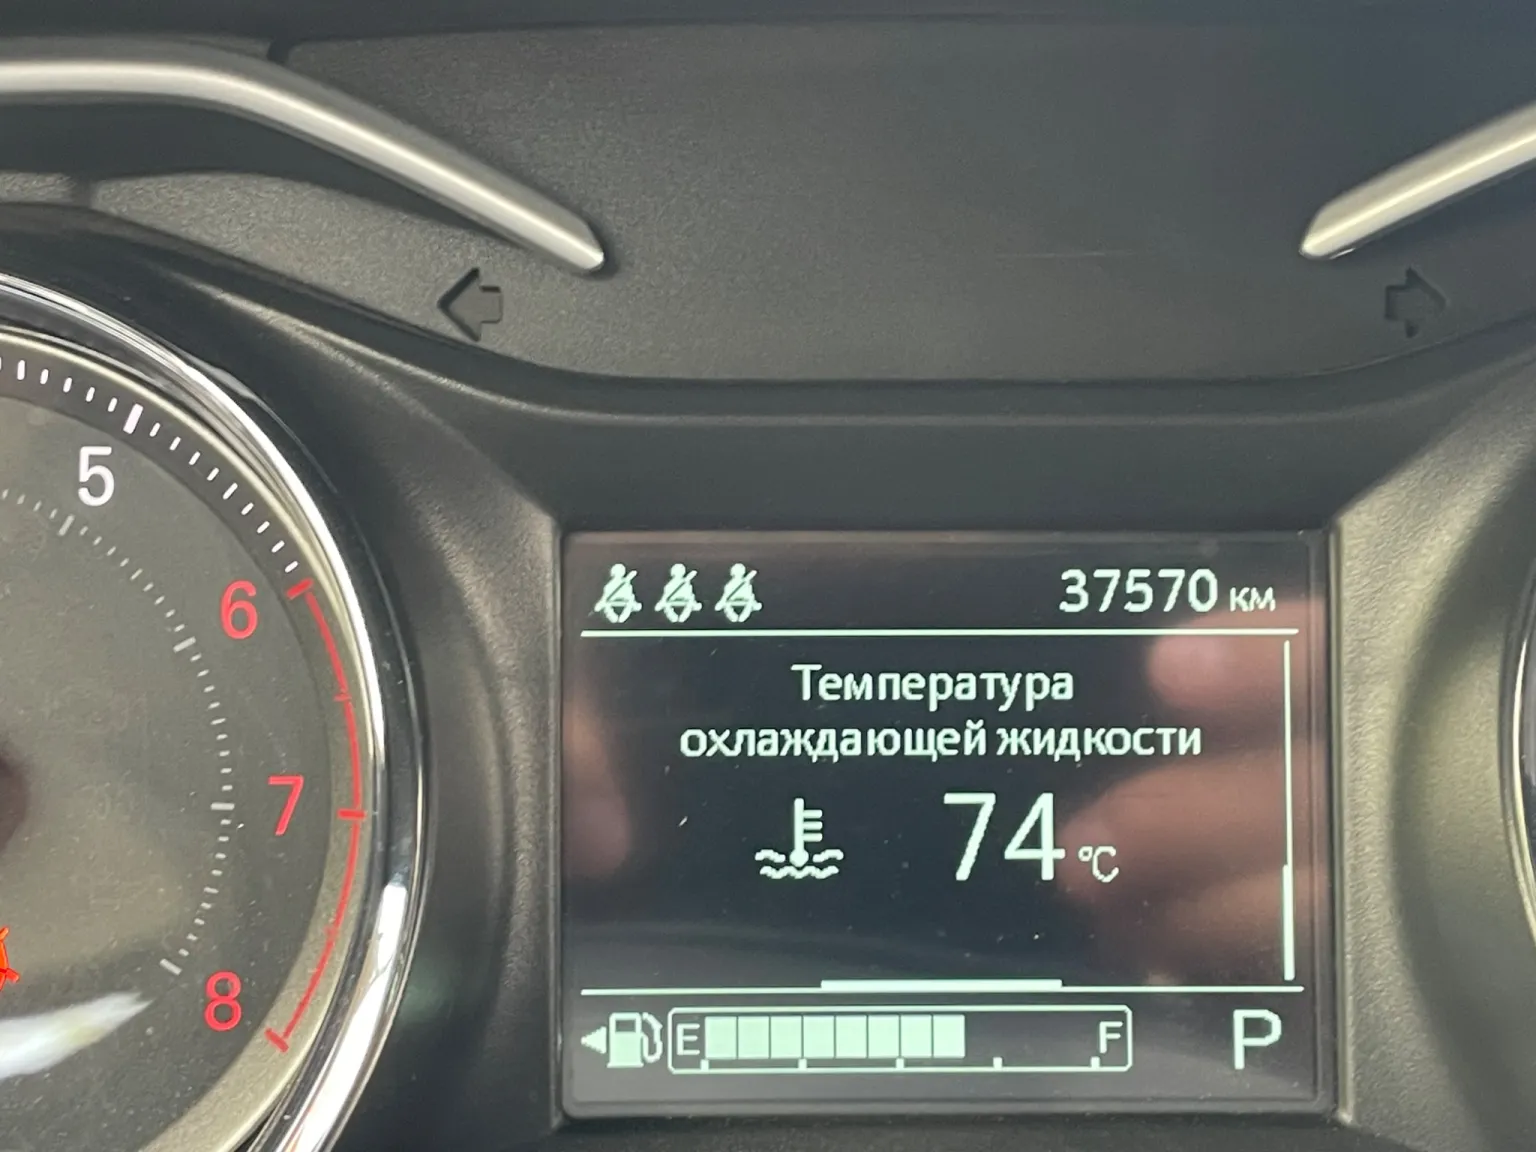 5
6
7
8
37570 км
Температура
охлаждающей жидкости
74 °C
E F P